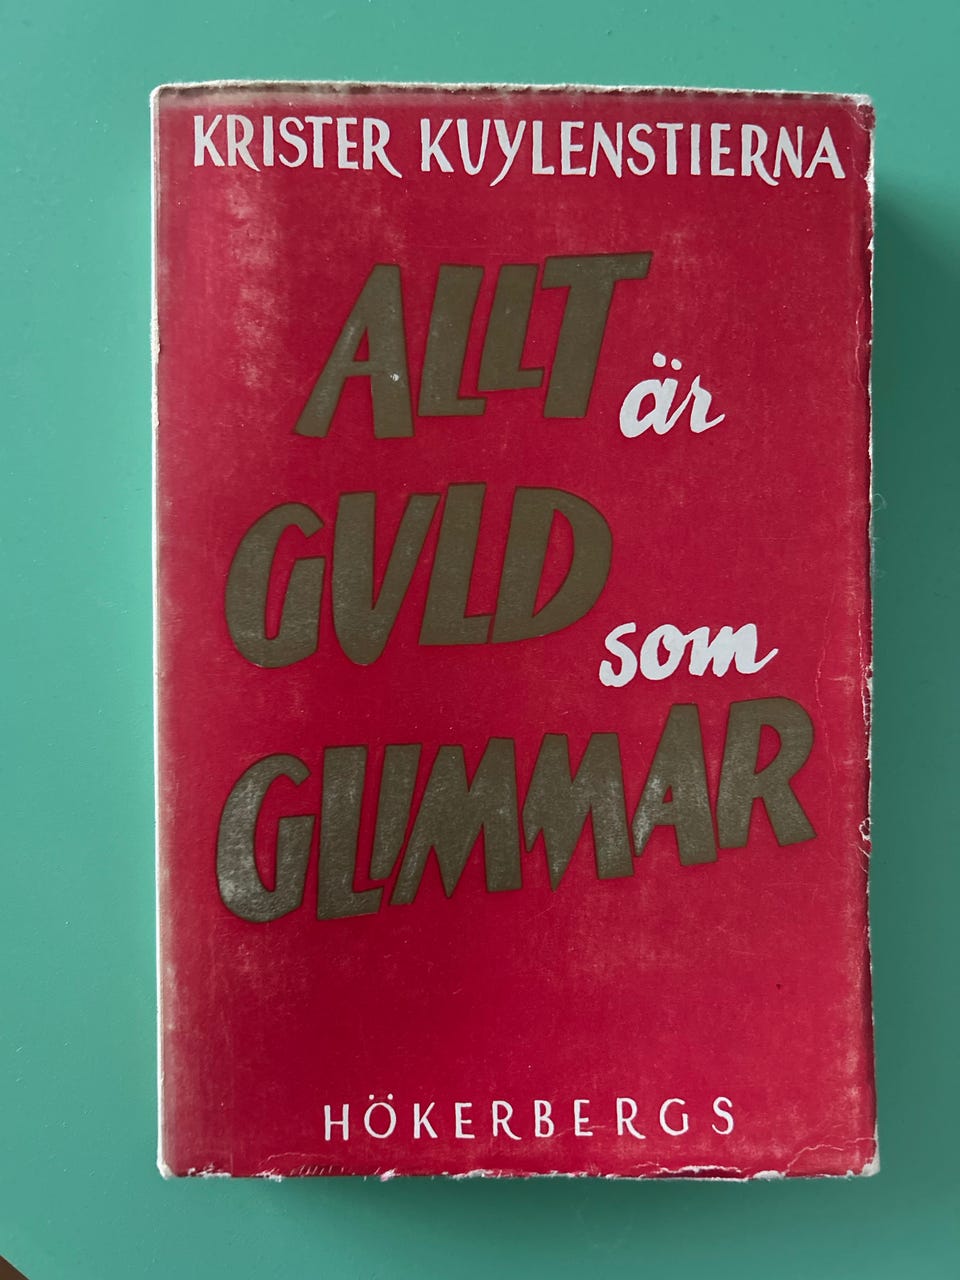 KRISTER KUYLENSTIERNA
ALLT är
GULD som
GLIMMAR
HÖKERBERGS